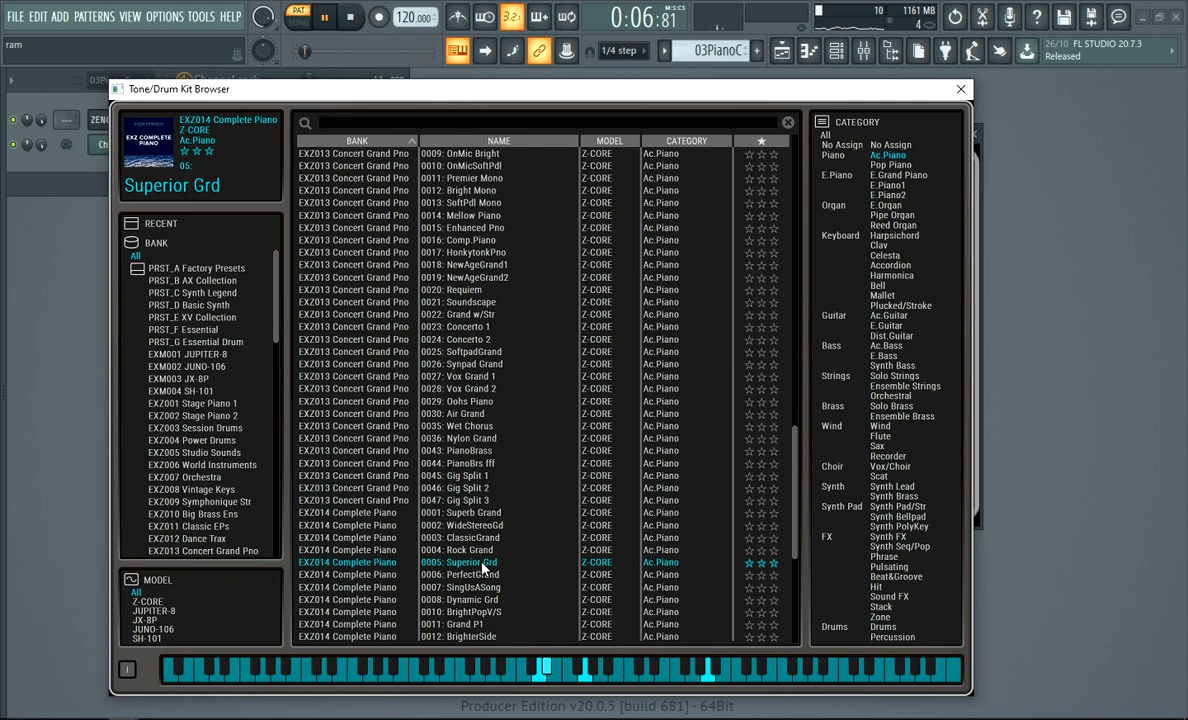 FILE EDIT ADD PATTERNS VIEW OPTIONS TOOLS HELP
PAT
SONG
120.000
3.2:
0:06:81
M:S:CS
10
1161 MB
4
ram
1/4 step
03PianoC
26/10 FL STUDIO 20.7.3
Released
Tone/Drum Kit Browser
ZENC
Ch
EXZ COMPLETE
PIANO
EXZ014 Complete Piano
Z-CORE
Ac.Piano
05:
Superior Grd
RECENT
BANK
All
PRST_A Factory Presets
PRST_B AX Collection
PRST_C Synth Legend
PRST_D Basic Synth
PRST_E XV Collection
PRST_F Essential
PRST_G Essential Drum
EXM001 JUPITER-8
EXM002 JUNO-106
EXM003 JX-8P
EXM004 SH-101
EXZ001 Stage Piano 1
EXZ002 Stage Piano 2
EXZ003 Session Drums
EXZ004 Power Drums
EXZ005 Studio Sounds
EXZ006 World Instruments
EXZ007 Orchestra
EXZ008 Vintage Keys
EXZ009 Symphonique Str
EXZ010 Big Brass Ens
EXZ011 Classic EPs
EXZ012 Dance Trax
EXZ013 Concert Grand Pno
MODEL
All
Z-CORE
JUPITER-8
JX-8P
JUNO-106
SH-101
BANK NAME MODEL CATEGORY ★
EXZ013 Concert Grand Pno 0009: OnMic Bright Z-CORE Ac.Piano
EXZ013 Concert Grand Pno 0010: OnMicSoftPdl Z-CORE Ac.Piano
EXZ013 Concert Grand Pno 0011: Premier Mono Z-CORE Ac.Piano
EXZ013 Concert Grand Pno 0012: Bright Mono Z-CORE Ac.Piano
EXZ013 Concert Grand Pno 0013: SoftPdl Mono Z-CORE Ac.Piano
EXZ013 Concert Grand Pno 0014: Mellow Piano Z-CORE Ac.Piano
EXZ013 Concert Grand Pno 0015: Enhanced Pno Z-CORE Ac.Piano
EXZ013 Concert Grand Pno 0016: Comp.Piano Z-CORE Ac.Piano
EXZ013 Concert Grand Pno 0017: HonkytonkPno Z-CORE Ac.Piano
EXZ013 Concert Grand Pno 0018: NewAgeGrand1 Z-CORE Ac.Piano
EXZ013 Concert Grand Pno 0019: NewAgeGrand2 Z-CORE Ac.Piano
EXZ013 Concert Grand Pno 0020: Requiem Z-CORE Ac.Piano
EXZ013 Concert Grand Pno 0021: Soundscape Z-CORE Ac.Piano
EXZ013 Concert Grand Pno 0022: Grand w/Str Z-CORE Ac.Piano
EXZ013 Concert Grand Pno 0023: Concerto 1 Z-CORE Ac.Piano
EXZ013 Concert Grand Pno 0024: Concerto 2 Z-CORE Ac.Piano
EXZ013 Concert Grand Pno 0025: SoftpadGrand Z-CORE Ac.Piano
EXZ013 Concert Grand Pno 0026: Synpad Grand Z-CORE Ac.Piano
EXZ013 Concert Grand Pno 0027: Vox Grand 1 Z-CORE Ac.Piano
EXZ013 Concert Grand Pno 0028: Vox Grand 2 Z-CORE Ac.Piano
EXZ013 Concert Grand Pno 0029: Oohs Piano Z-CORE Ac.Piano
EXZ013 Concert Grand Pno 0030: Air Grand Z-CORE Ac.Piano
EXZ013 Concert Grand Pno 0035: Wet Chorus Z-CORE Ac.Piano
EXZ013 Concert Grand Pno 0036: Nylon Grand Z-CORE Ac.Piano
EXZ013 Concert Grand Pno 0043: PianoBrass Z-CORE Ac.Piano
EXZ013 Concert Grand Pno 0044: PianoBrs fff Z-CORE Ac.Piano
EXZ013 Concert Grand Pno 0045: Gig Split 1 Z-CORE Ac.Piano
EXZ013 Concert Grand Pno 0046: Gig Split 2 Z-CORE Ac.Piano
EXZ013 Concert Grand Pno 0047: Gig Split 3 Z-CORE Ac.Piano
EXZ014 Complete Piano 0001: Superb Grand Z-CORE Ac.Piano
EXZ014 Complete Piano 0002: WideStereoGd Z-CORE Ac.Piano
EXZ014 Complete Piano 0003: ClassicGrand Z-CORE Ac.Piano
EXZ014 Complete Piano 0004: Rock Grand Z-CORE Ac.Piano
EXZ014 Complete Piano 0005: Superior Grd Z-CORE Ac.Piano
EXZ014 Complete Piano 0006: PerfectGrand Z-CORE Ac.Piano
EXZ014 Complete Piano 0007: SingUsASong Z-CORE Ac.Piano
EXZ014 Complete Piano 0008: Dynamic Grd Z-CORE Ac.Piano
EXZ014 Complete Piano 0010: BrightPopV/S Z-CORE Ac.Piano
EXZ014 Complete Piano 0011: Grand P1 Z-CORE Ac.Piano
EXZ014 Complete Piano 0012: BrighterSide Z-CORE Ac.Piano
CATEGORY
All
No Assign No Assign
Piano Ac.Piano
Pop Piano
E.Piano E.Grand Piano
E.Piano1
E.Piano2
Organ E.Organ
Pipe Organ
Reed Organ
Keyboard Harpsichord
Clav
Celesta
Accordion
Harmonica
Bell
Mallet
Plucked/Stroke
Guitar Ac.Guitar
E.Guitar
Dist.Guitar
Bass Ac.Bass
E.Bass
Synth Bass
Strings Solo Strings
Ensemble Strings
Orchestral
Brass Solo Brass
Ensemble Brass
Wind Wind
Flute
Sax
Recorder
Choir Vox/Choir
Scat
Synth Synth Lead
Synth Brass
Synth Pad Synth Pad/Str
Synth Bellpad
Synth PolyKey
FX Synth FX
Synth Seq/Pop
Phrase
Pulsating
Beat&Groove
Hit
Sound FX
Stack
Zone
Drums Drums
Percussion
i
Producer Edition v20.0.5 [build 681] - 64Bit